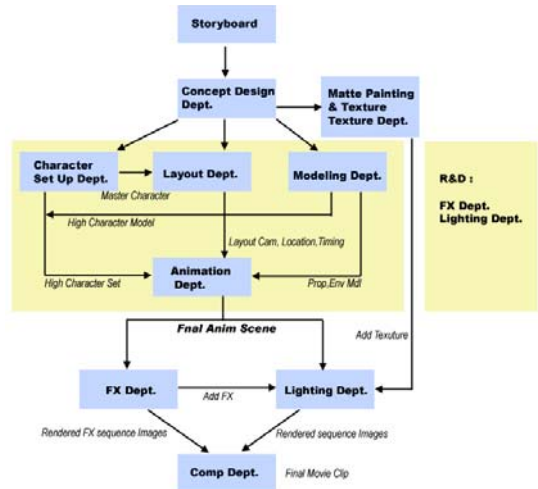 Storyboard
Concept Design
Dept.
Matte Painting
& Texture
Texture Dept.
Character
Set Up Dept.
Layout Dept.
Modeling Dept.
R&D :
FX Dept.
Lighting Dept.
Master Character
High Character Model
Layout Cam, Location,Timing
Animation
Dept.
High Character Set
Prop,Env Mdl
Fnal Anim Scene
Add Texuture
FX Dept.
Add FX
Lighting Dept.
Rendered FX sequence Images
Rendered sequence Images
Comp Dept.
Final Movie Clip